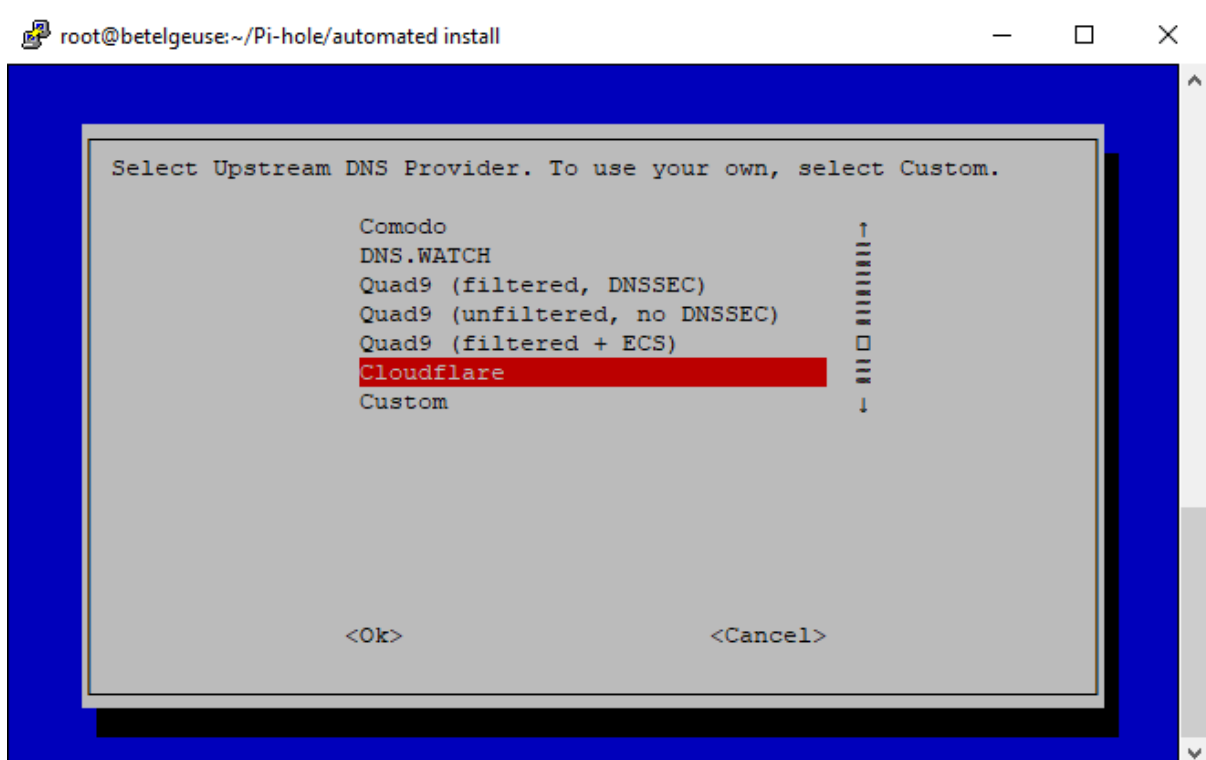 root@betelgeuse:~/Pi-hole/automated install
Select Upstream DNS Provider. To use your own, select Custom.
Comodo
DNS.WATCH
Quad9 (filtered, DNSSEC)
Quad9 (unfiltered, no DNSSEC)
Quad9 (filtered + ECS)
Cloudflare
Custom
<Ok> <Cancel>